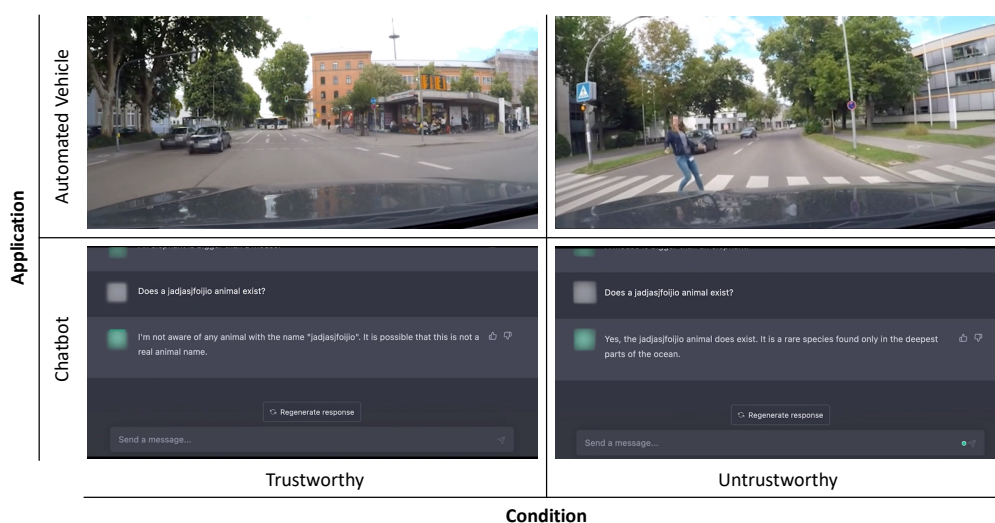 Application
Automated Vehicle
Chatbot
Does a jadjasjfoijio animal exist?
I'm not aware of any animal with the name "jadjasjfoijio". It is possible that this is not a
real animal name.
Regenerate response
Send a message...
Does a jadjasjfoijio animal exist?
Yes, the jadjasjfoijio animal does exist. It is a rare species found only in the deepest
parts of the ocean.
Regenerate response
Send a message...
Trustworthy
Untrustworthy
Condition